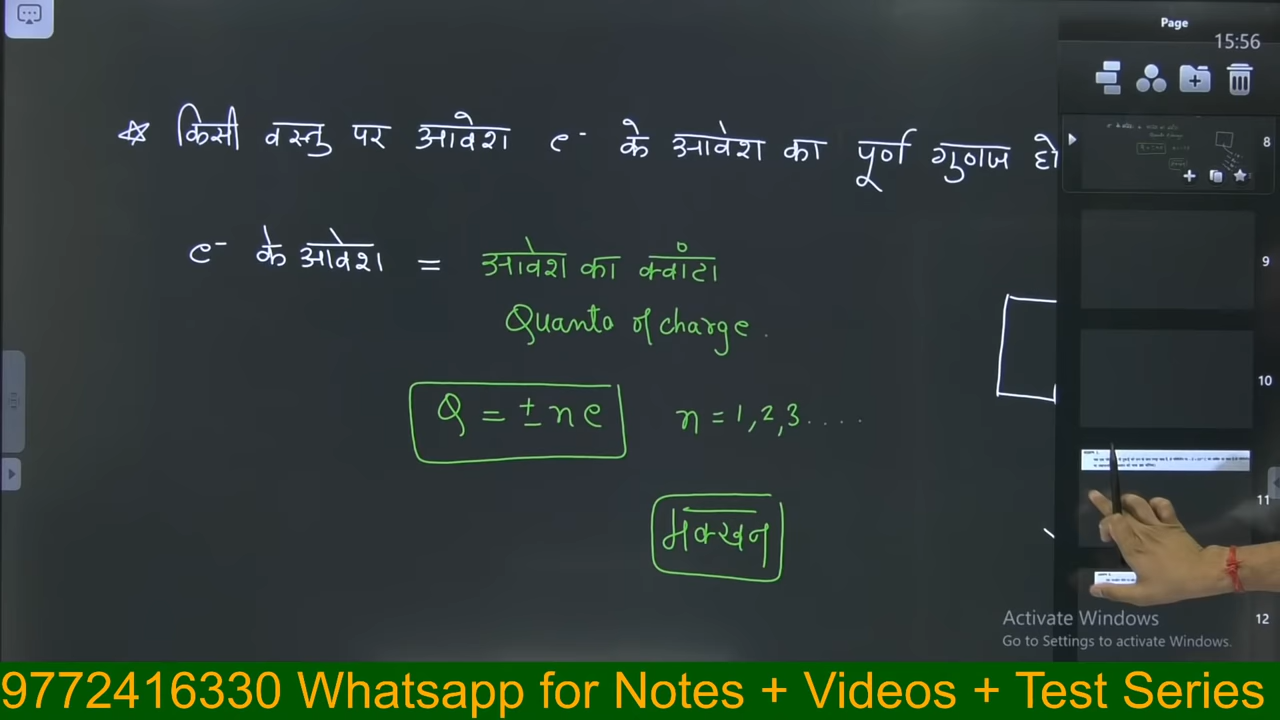 Page
15:56
☆ किसी वस्तु पर आवेश e⁻ के आवेश का पूर्ण गुणज हो
8
e⁻ के आवेश = आवेश का क्वांटा
9
Quanta of charge.
10
Q = ±ne n = 1,2,3.....
11
मक्खन
Activate Windows
12
Go to Settings to activate Windows.
9772416330 Whatsapp for Notes + Videos + Test Series